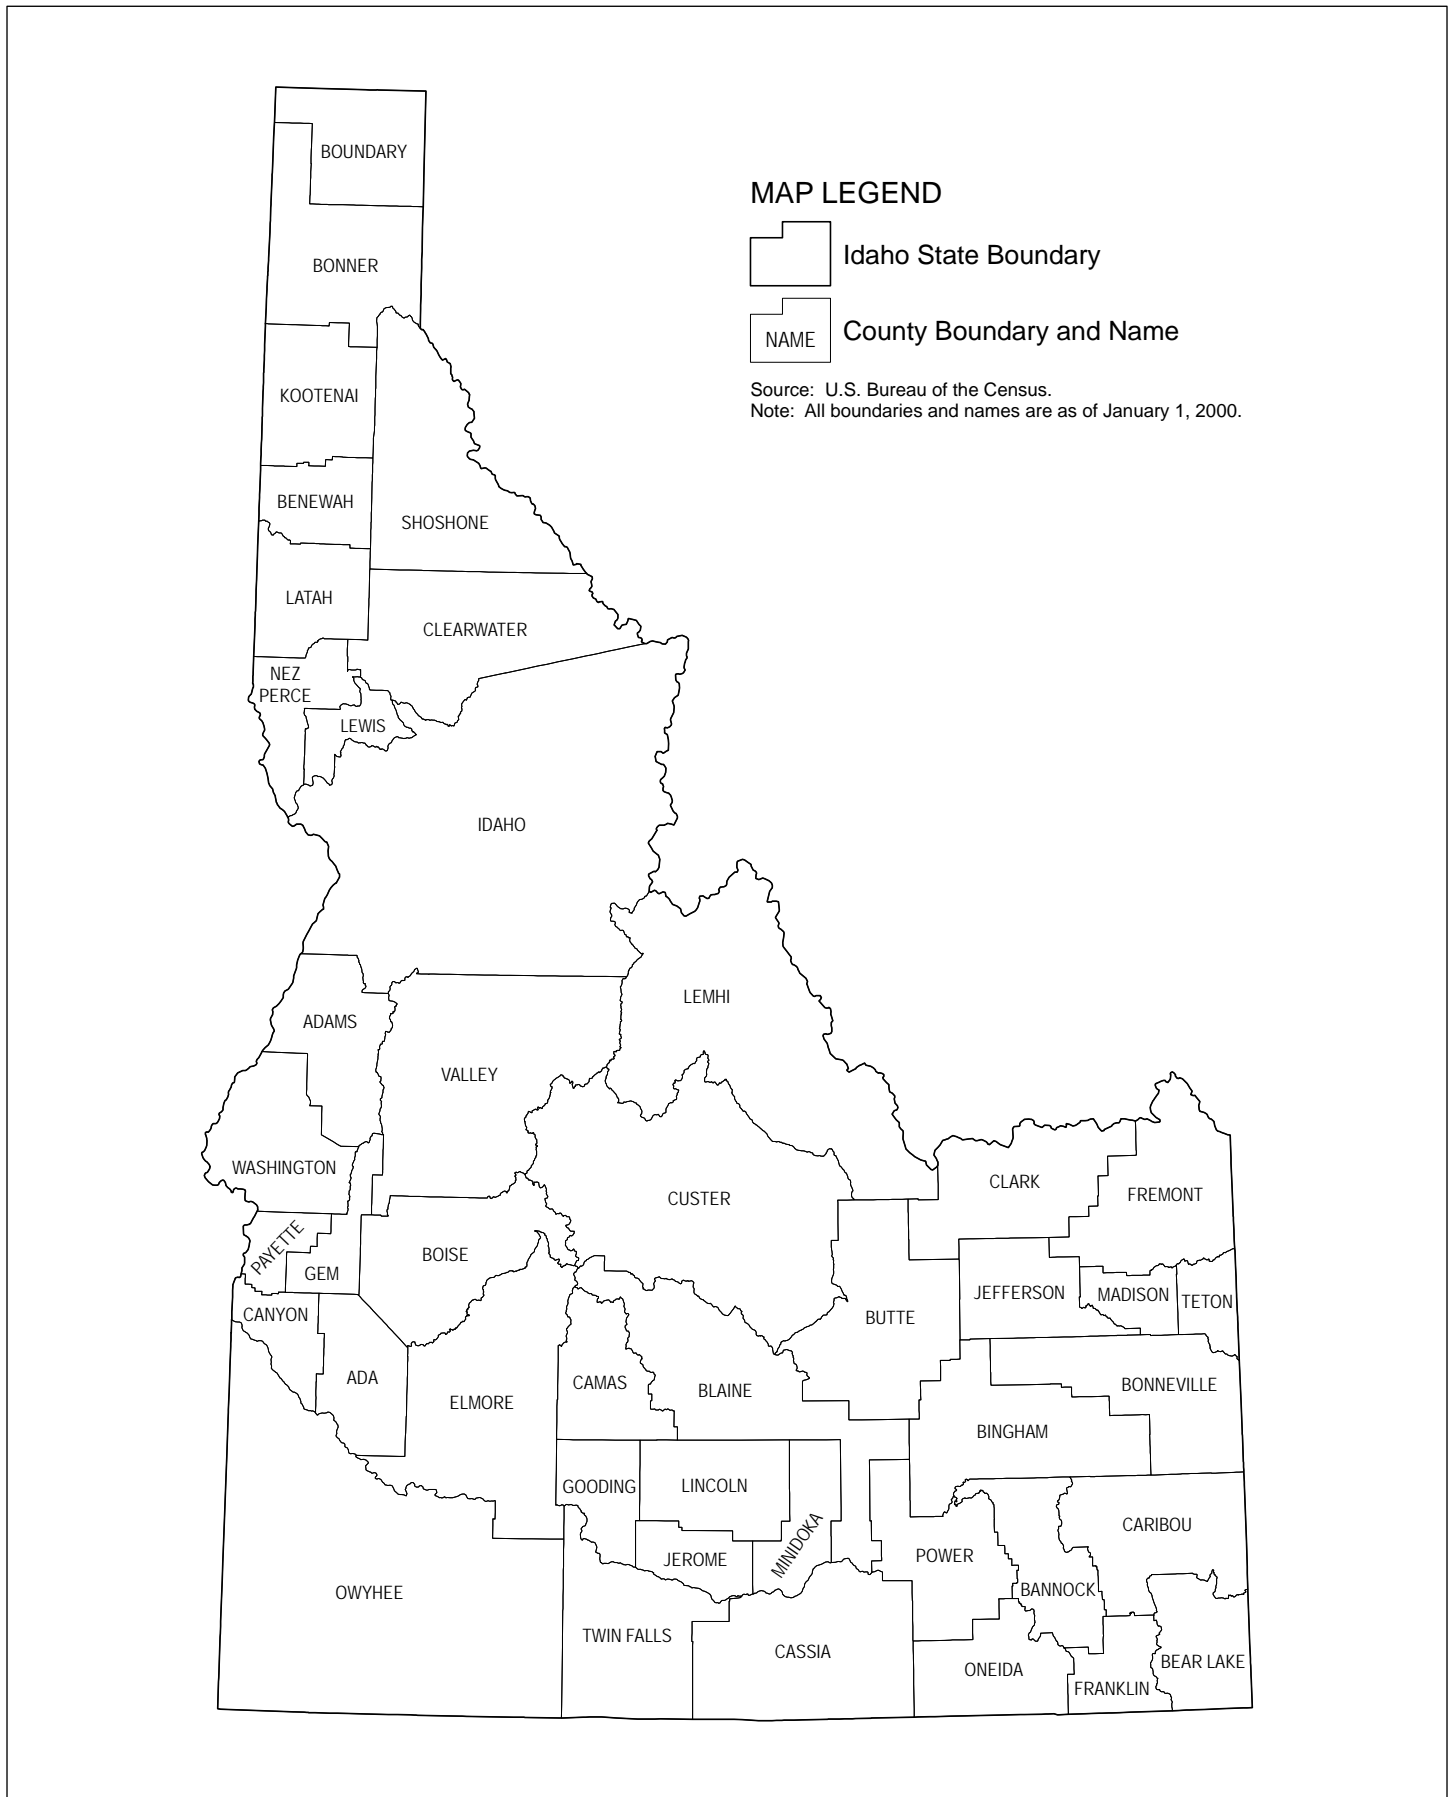 BOUNDARY
MAP LEGEND
Idaho State Boundary
BONNER
NAME
County Boundary and Name
Source: U.S. Bureau of the Census.
Note: All boundaries and names are as of January 1, 2000.
KOOTENAI
BENEWAH
SHOSHONE
LATAH
CLEARWATER
NEZ
PERCE
LEWIS
IDAHO
LEMHI
ADAMS
VALLEY
WASHINGTON
CUSTER
CLARK
FREMONT
PAYETTE
BOISE
GEM
JEFFERSON
MADISON
TETON
CANYON
BUTTE
ADA
CAMAS
BLAINE
BONNEVILLE
ELMORE
BINGHAM
GOODING
LINCOLN
MINIDOKA
CARIBOU
JEROME
POWER
OWYHEE
BANNOCK
TWIN FALLS
CASSIA
ONEIDA
BEAR LAKE
FRANKLIN